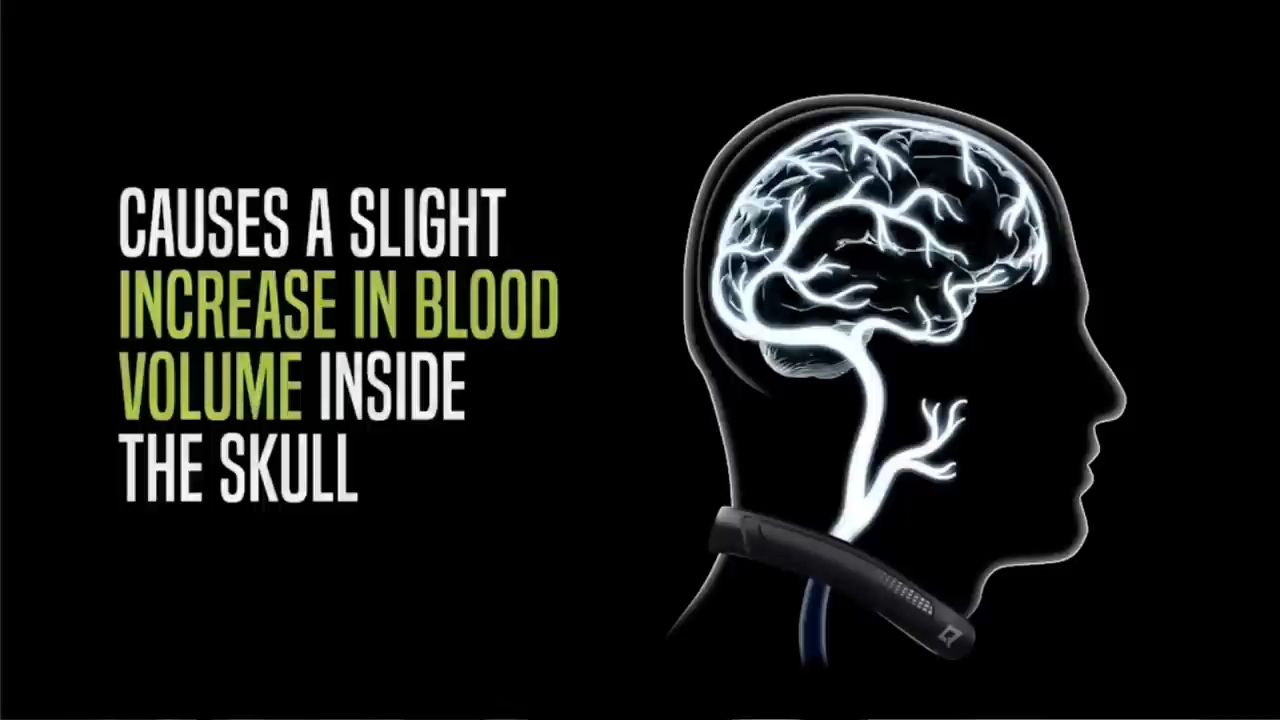 CAUSES A SLIGHT
INCREASE IN BLOOD
VOLUME INSIDE
THE SKULL